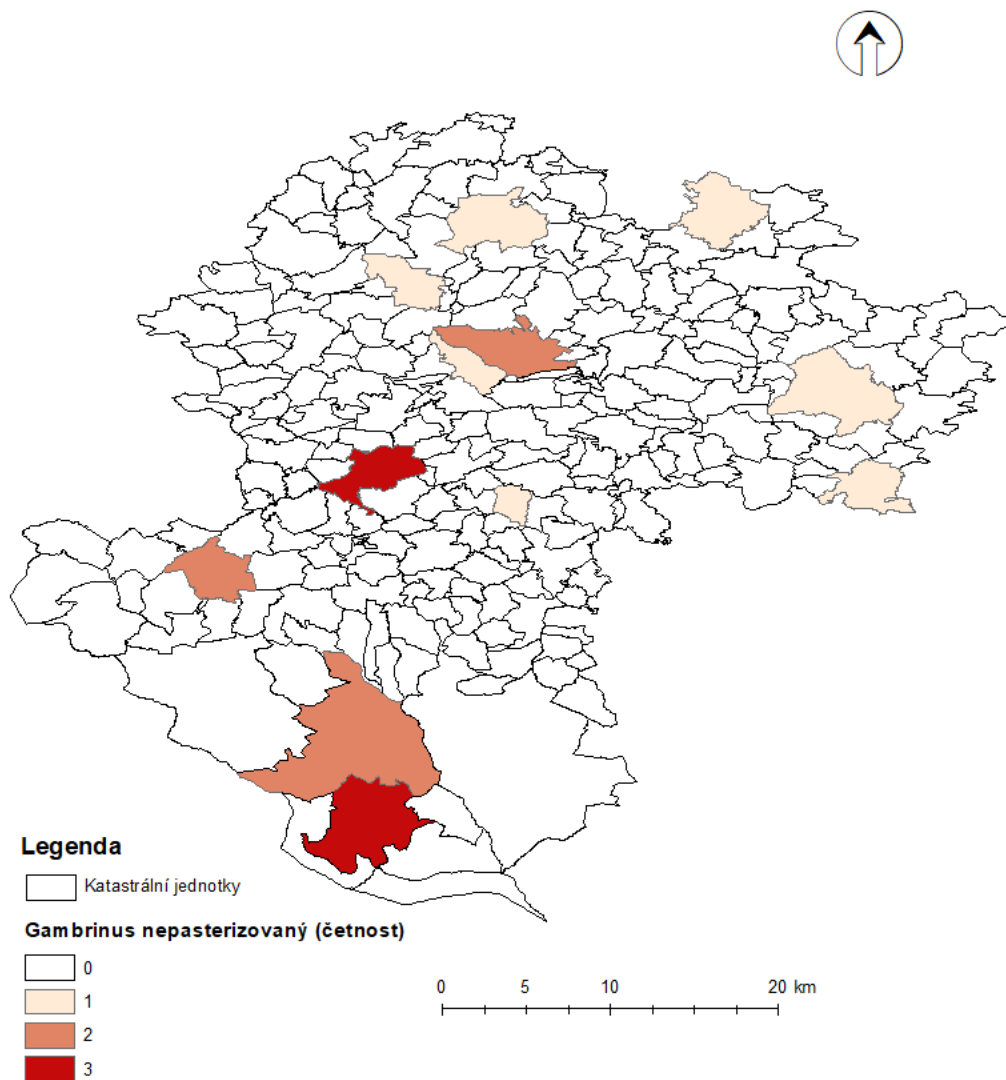 Legenda
Katastrální jednotky
Gambrinus nepasterizovaný (četnost)
0
1
2
3
0 5 10 20 km